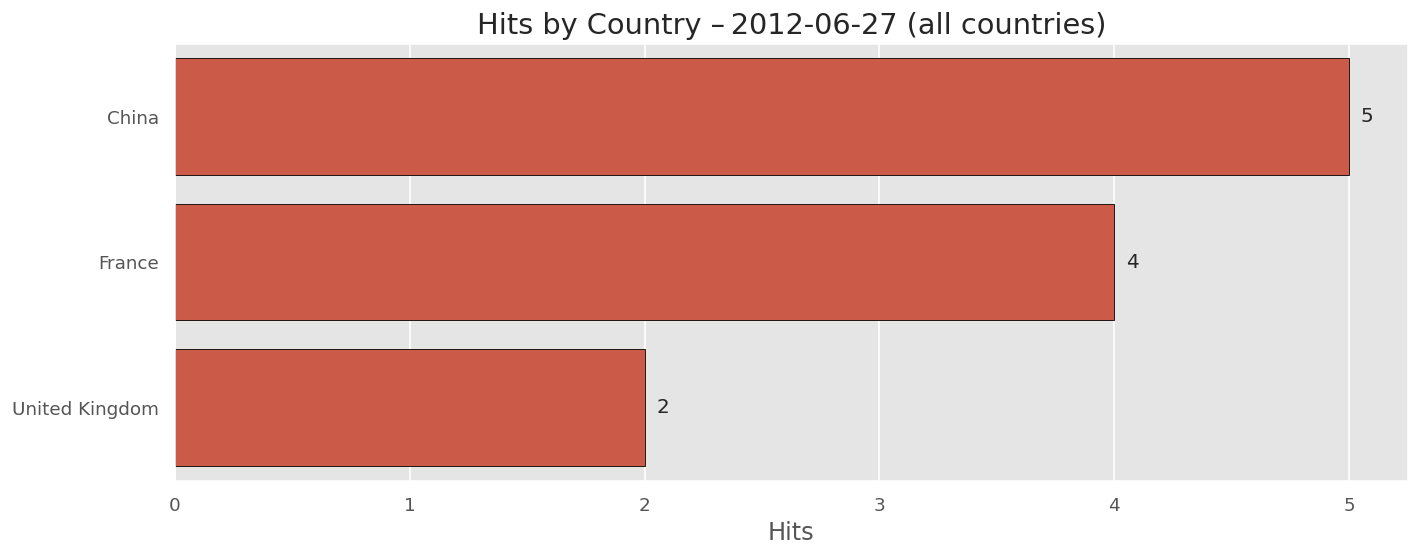 Hits by Country – 2012-06-27 (all countries)
China
5
France
4
United Kingdom
2
0 1 2 3 4 5
Hits